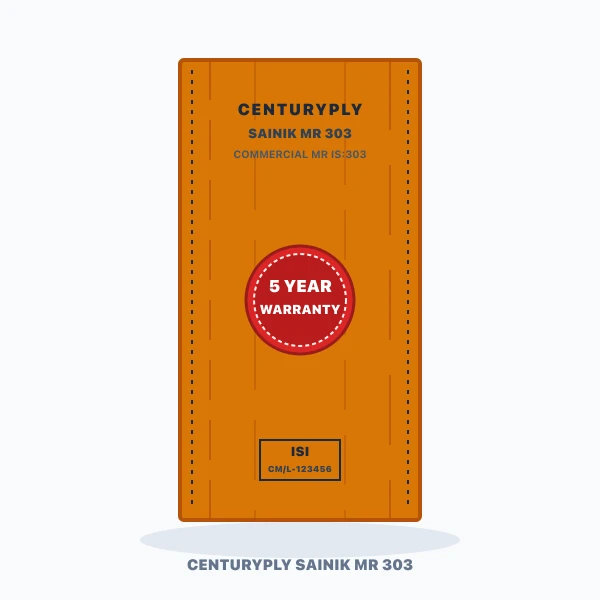 CENTURYPLY
SAINIK MR 303
COMMERCIAL MR IS:303
5 YEAR
WARRANTY
ISI
CM/L-123456
CENTURYPLY SAINIK MR 303